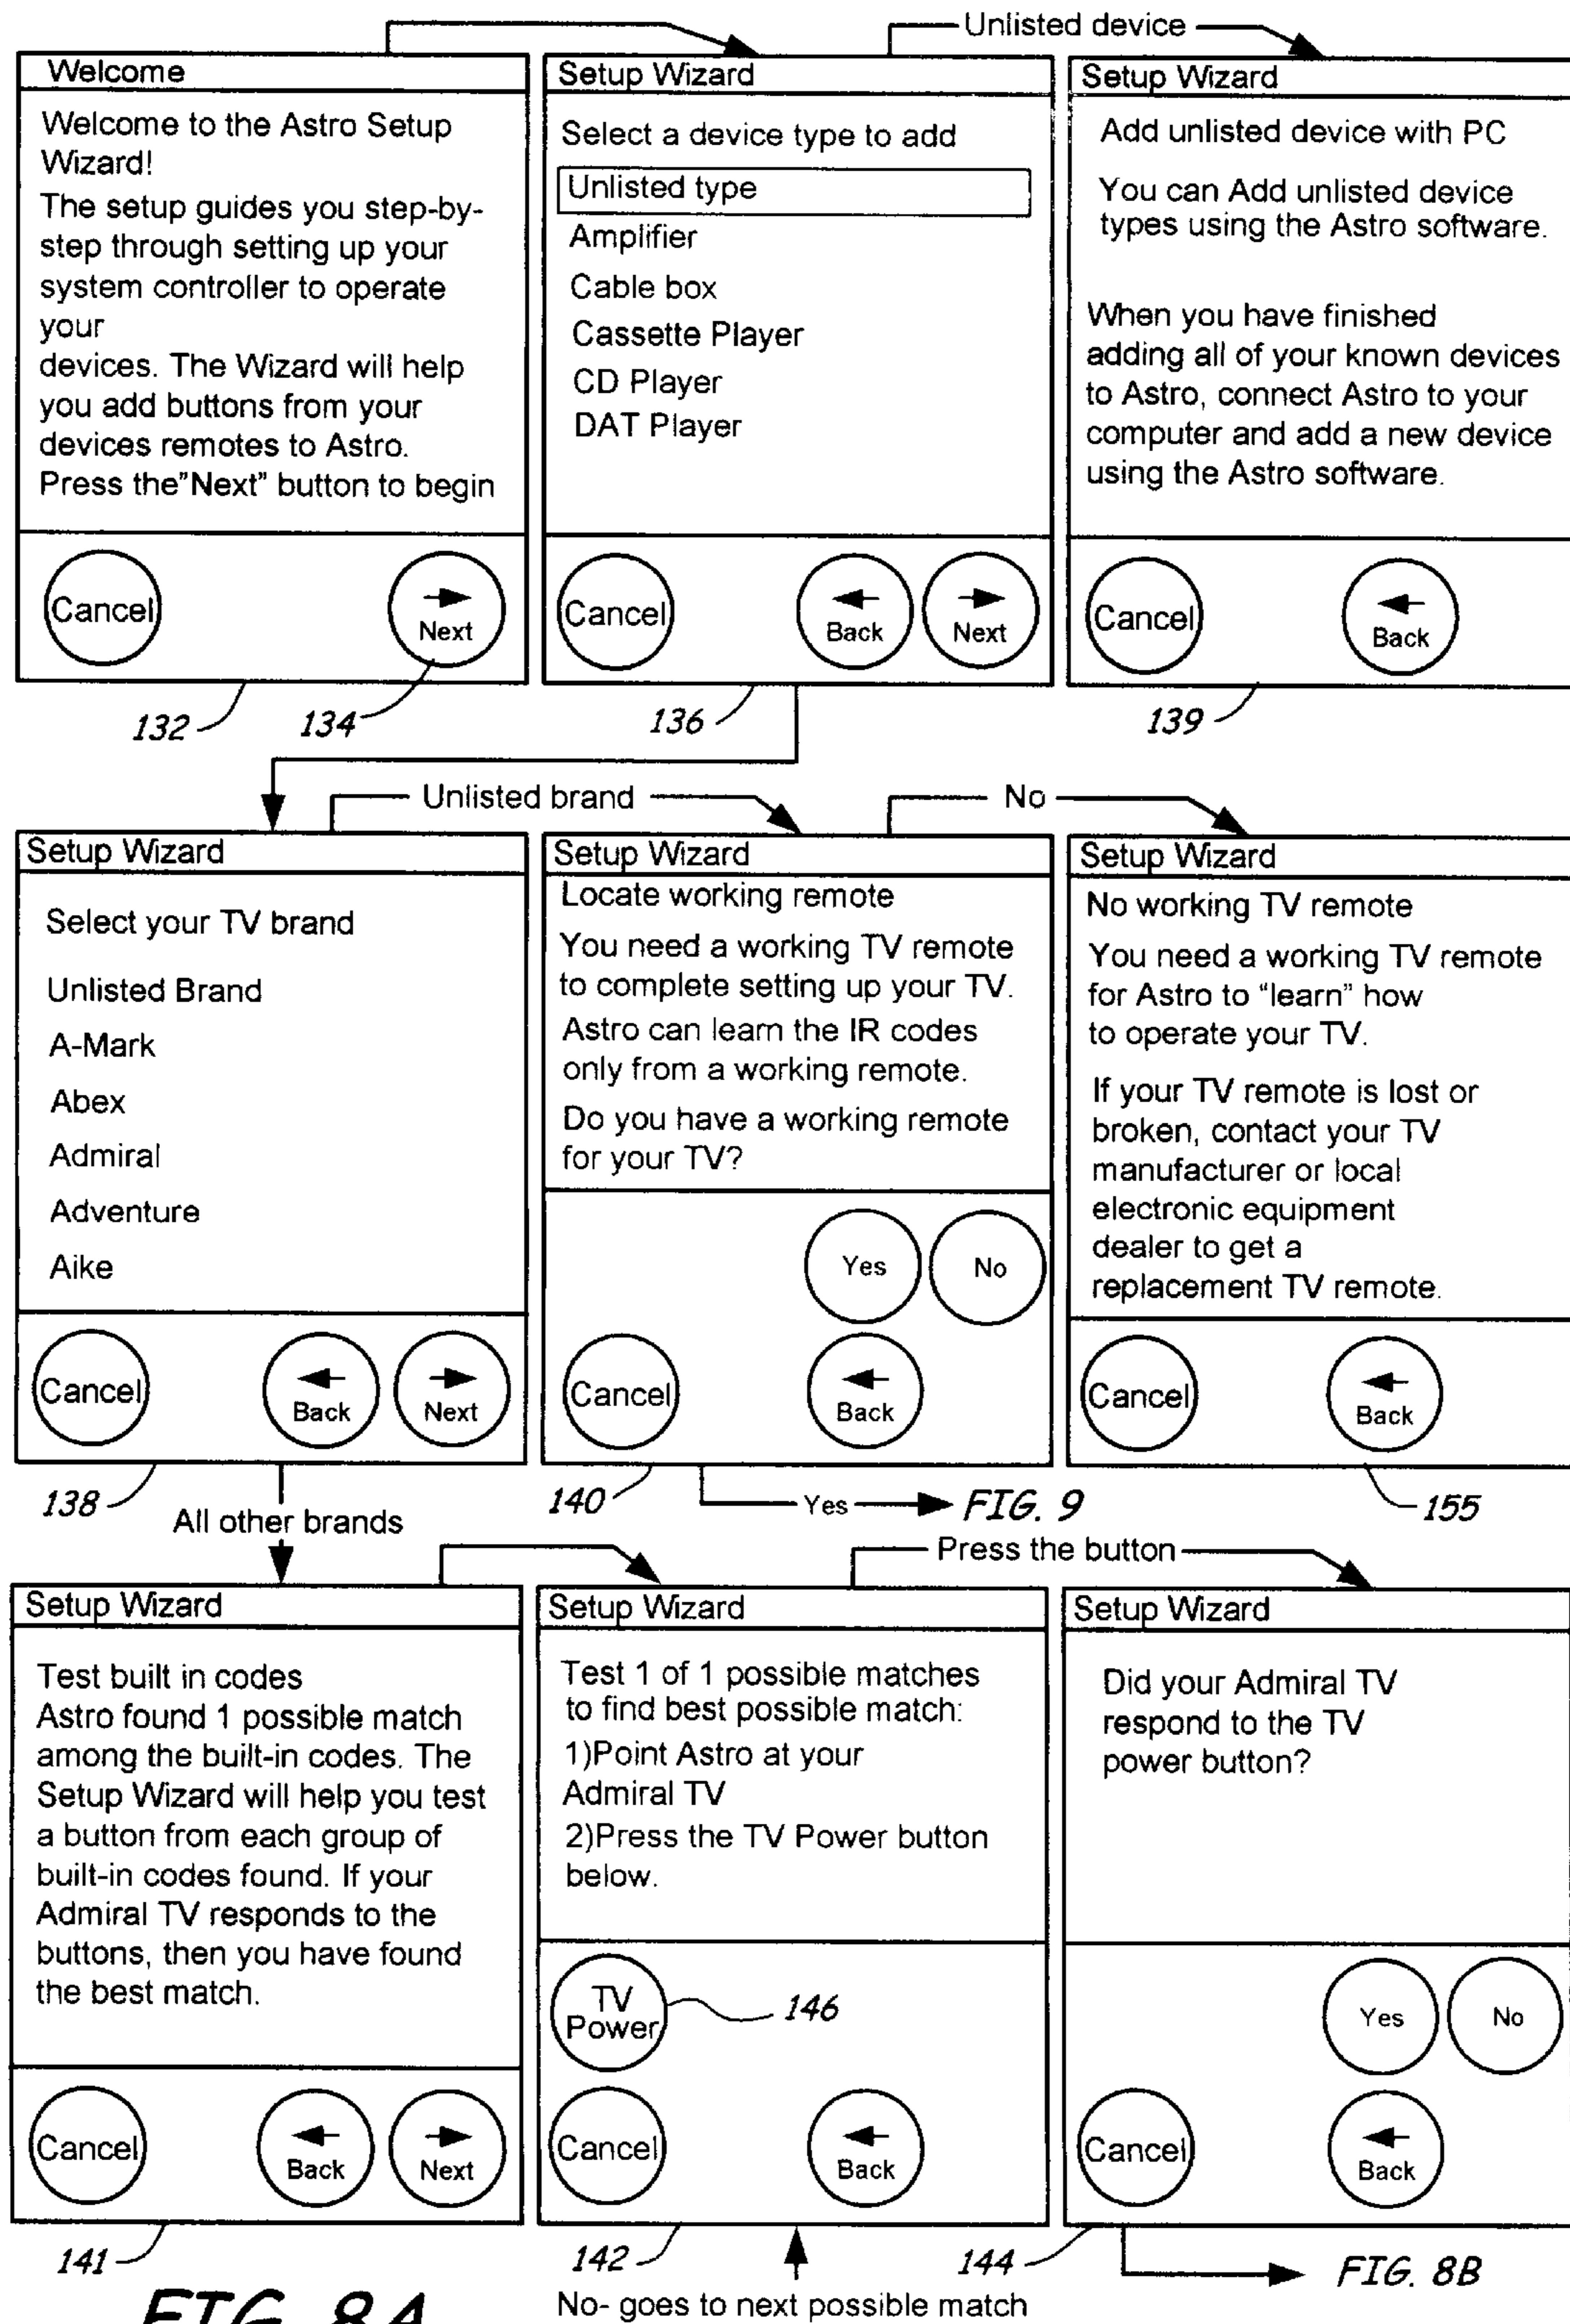 Unlisted device
Welcome
Welcome to the Astro Setup
Wizard!
The setup guides you step-by-
step through setting up your
system controller to operate
your
devices. The Wizard will help
you add buttons from your
devices remotes to Astro.
Press the"Next" button to begin
Cancel
Next
132
134
Setup Wizard
Select a device type to add
Unlisted type
Amplifier
Cable box
Cassette Player
CD Player
DAT Player
Cancel
Back
Next
136
Setup Wizard
Add unlisted device with PC
You can Add unlisted device
types using the Astro software.
When you have finished
adding all of your known devices
to Astro, connect Astro to your
computer and add a new device
using the Astro software.
Cancel
Back
139
Unlisted brand
No
Setup Wizard
Select your TV brand
Unlisted Brand
A-Mark
Abex
Admiral
Adventure
Aike
Cancel
Back
Next
138
All other brands
Setup Wizard
Locate working remote
You need a working TV remote
to complete setting up your TV.
Astro can learn the IR codes
only from a working remote.
Do you have a working remote
for your TV?
Yes
No
Cancel
Back
140
Yes
FIG. 9
Setup Wizard
No working TV remote
You need a working TV remote
for Astro to "learn" how
to operate your TV.
If your TV remote is lost or
broken, contact your TV
manufacturer or local
electronic equipment
dealer to get a
replacement TV remote.
Cancel
Back
155
Press the button
Setup Wizard
Test built in codes
Astro found 1 possible match
among the built-in codes. The
Setup Wizard will help you test
a button from each group of
built-in codes found. If your
Admiral TV responds to the
buttons, then you have found
the best match.
Cancel
Back
Next
141
Setup Wizard
Test 1 of 1 possible matches
to find best possible match:
1)Point Astro at your
Admiral TV
2)Press the TV Power button
below.
TV
Power
146
Cancel
Back
142
No- goes to next possible match
Setup Wizard
Did your Admiral TV
respond to the TV
power button?
Yes
No
Cancel
Back
144
FIG. 8B
FIG. 8A